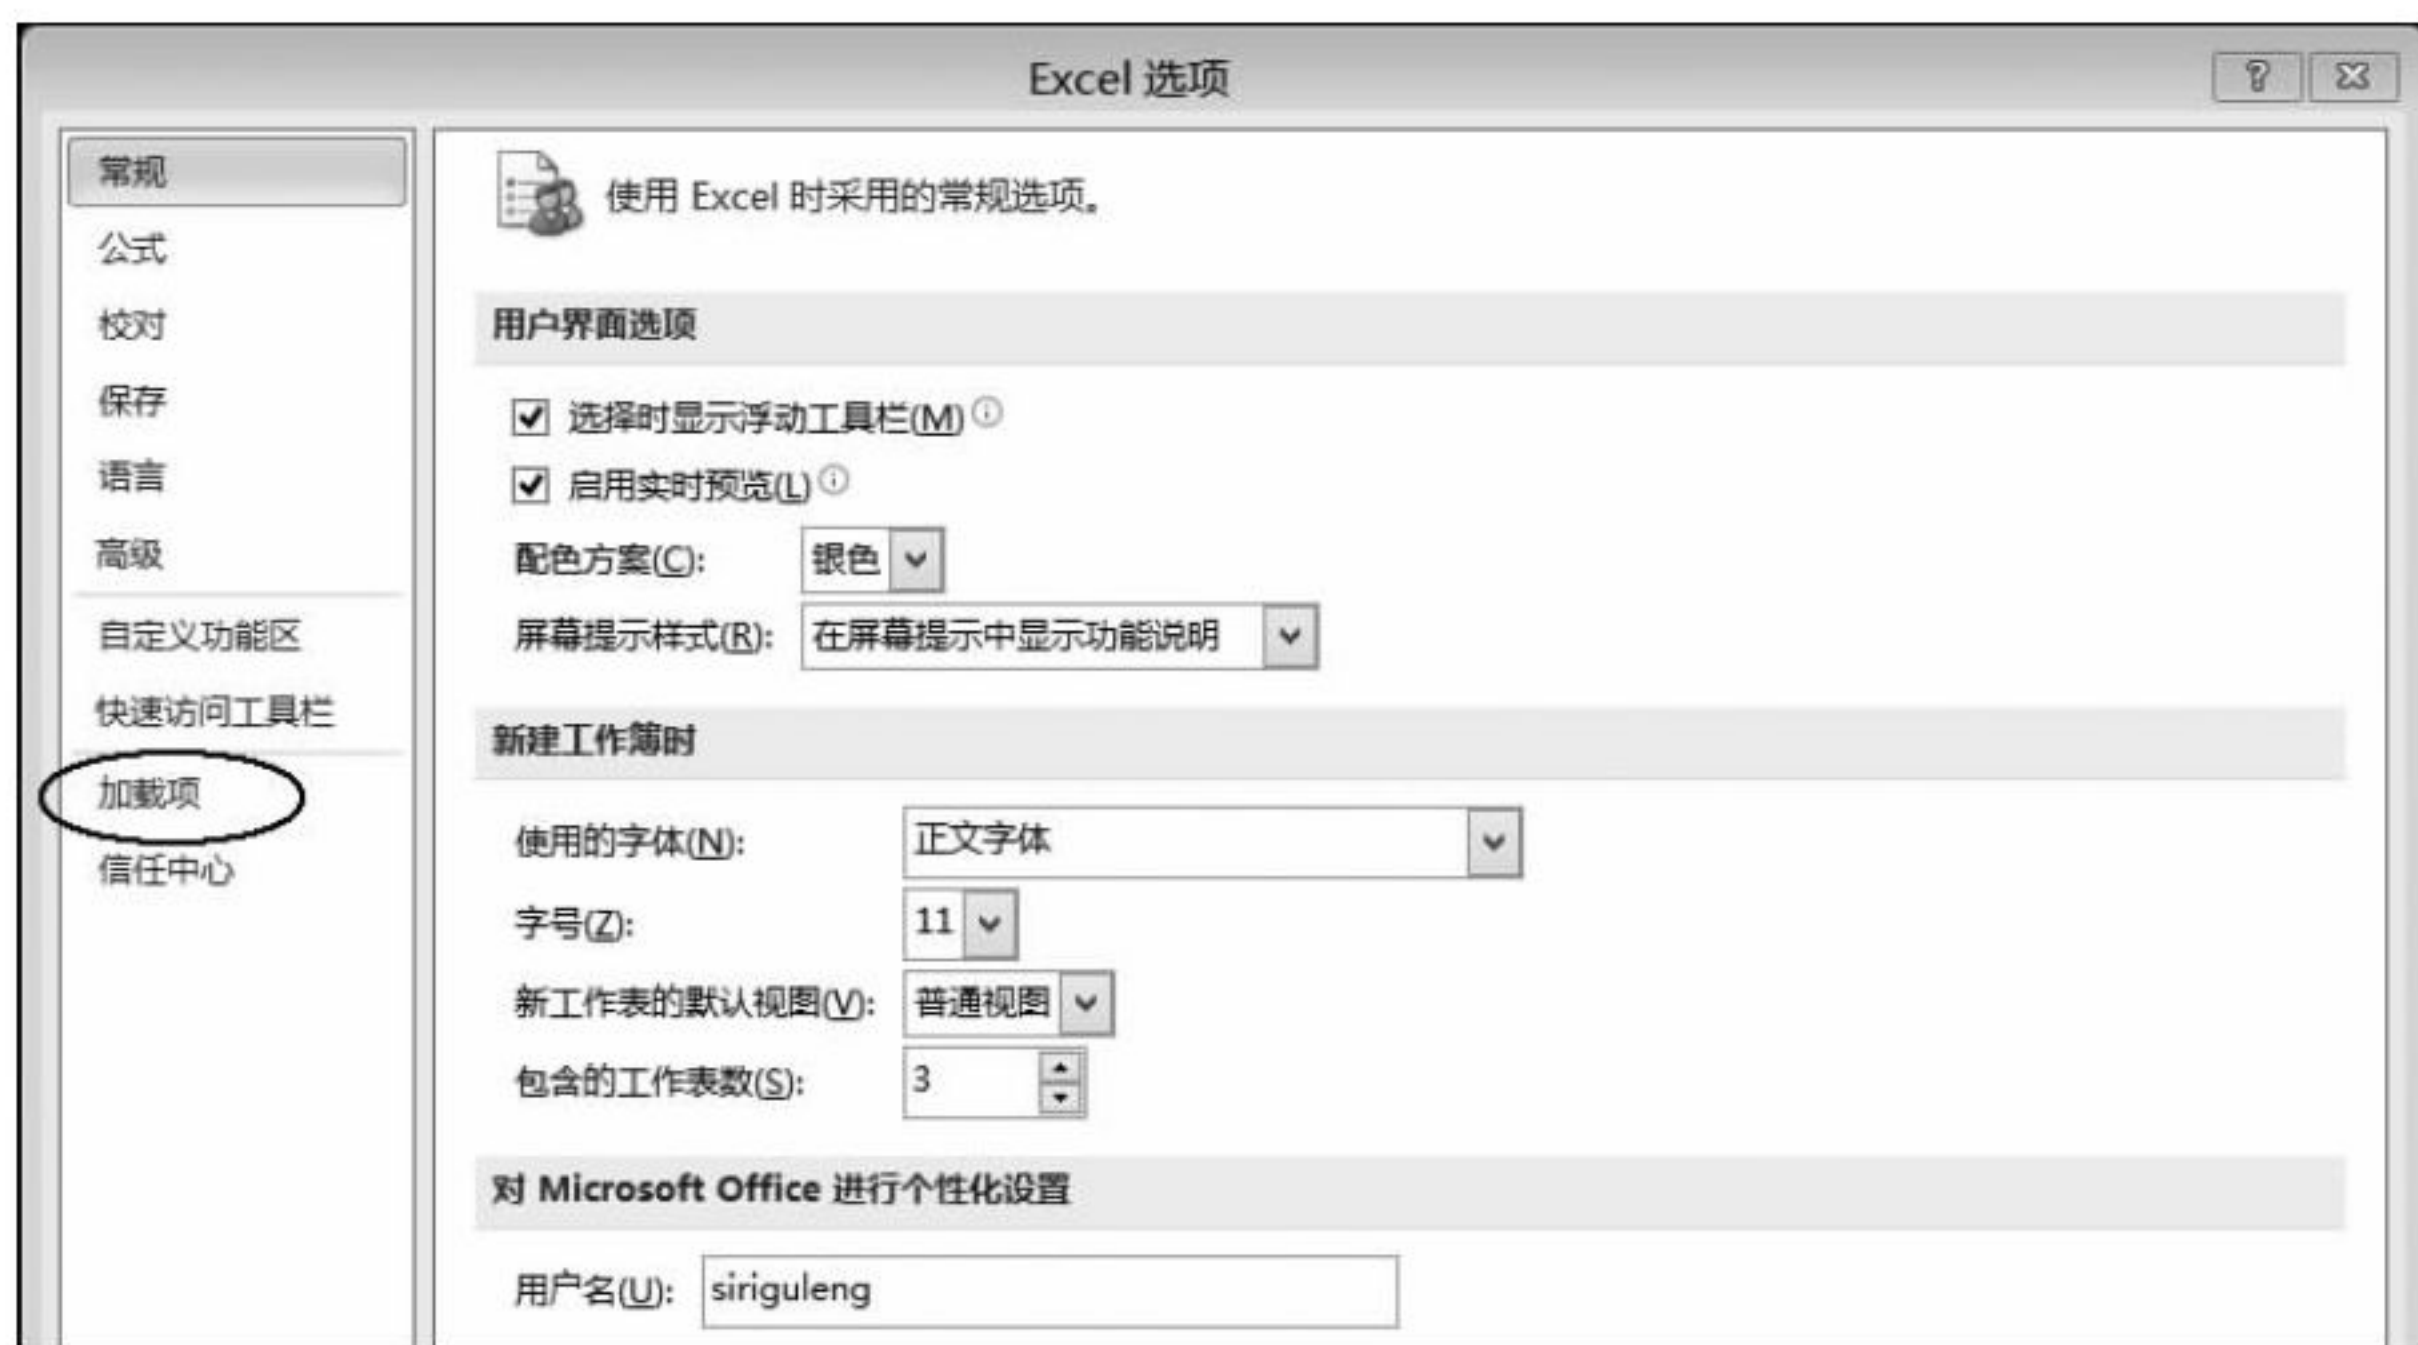 Excel 选项
常规
公式
校对
保存
语言
高级
自定义功能区
快速访问工具栏
加载项
信任中心
使用 Excel 时采用的常规选项。
用户界面选项
选择时显示浮动工具栏(M)
启用实时预览(L)
配色方案(C): 银色
屏幕提示样式(R): 在屏幕提示中显示功能说明
新建工作簿时
使用的字体(N): 正文字体
字号(Z): 11
新工作表的默认视图(V): 普通视图
包含的工作表数(S): 3
对 Microsoft Office 进行个性化设置
用户名(U): siriguleng